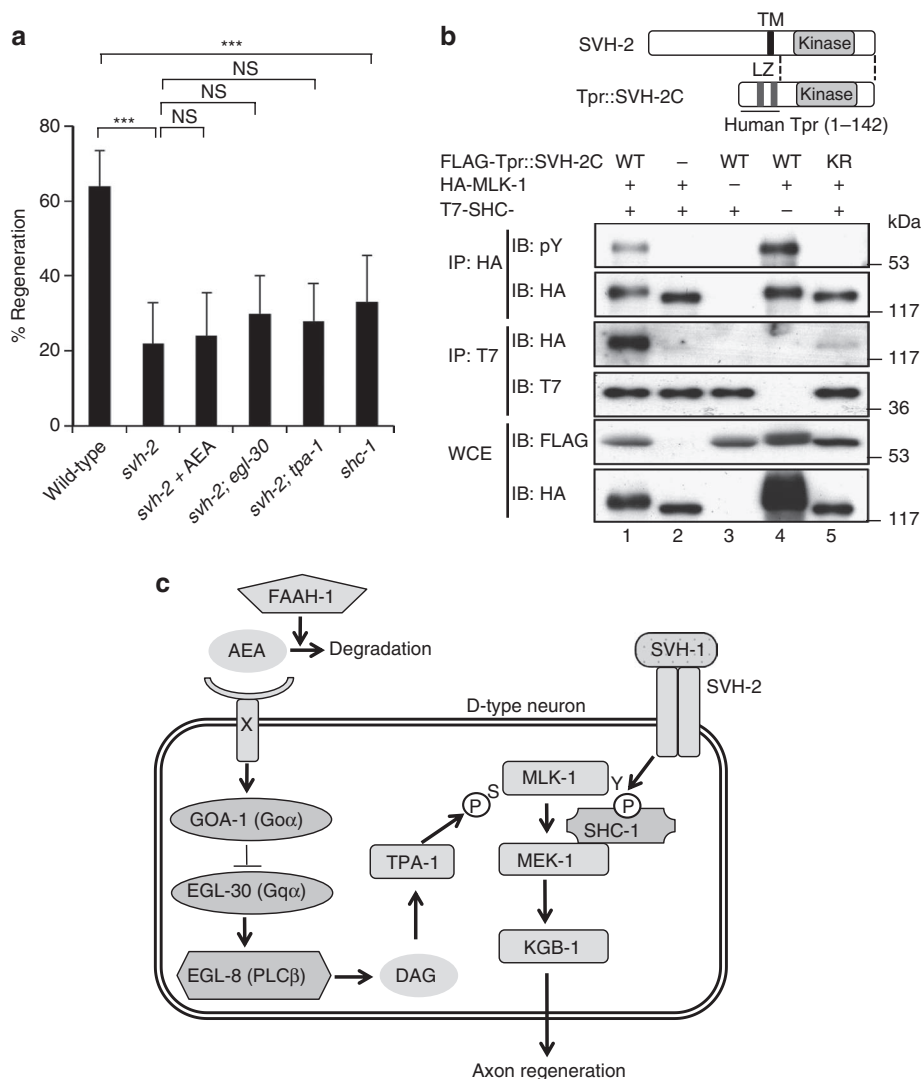 a
***
NS
NS
*** NS
80
60
40
20
0
% Regeneration
Wild-type
svh-2
svh-2 + AEA
svh-2; egl-30
svh-2; tpa-1
shc-1
b
TM
SVH-2 Kinase
LZ
Tpr::SVH-2C Kinase
Human Tpr (1–142)
FLAG-Tpr::SVH-2C WT – WT WT KR
HA-MLK-1 + + – + +
T7-SHC- + + + – +
kDa
IP: HA
IB: pY 53
IB: HA 117
IP: T7
IB: HA 117
IB: T7 36
WCE
IB: FLAG 53
IB: HA 117
1 2 3 4 5
c
FAAH-1
AEA Degradation
SVH-1
SVH-2
X
D-type neuron
MLK-1
S Y
P P
GOA-1 (Goα)
SHC-1
TPA-1 MEK-1
EGL-30 (Gqα)
KGB-1
EGL-8 (PLCβ) DAG
Axon regeneration